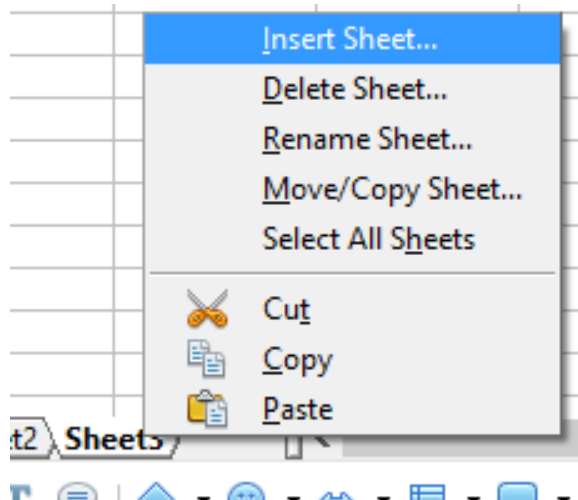 Insert Sheet...
Delete Sheet...
Rename Sheet...
Move/Copy Sheet...
Select All Sheets
Cut
Copy
Paste
Sheet3